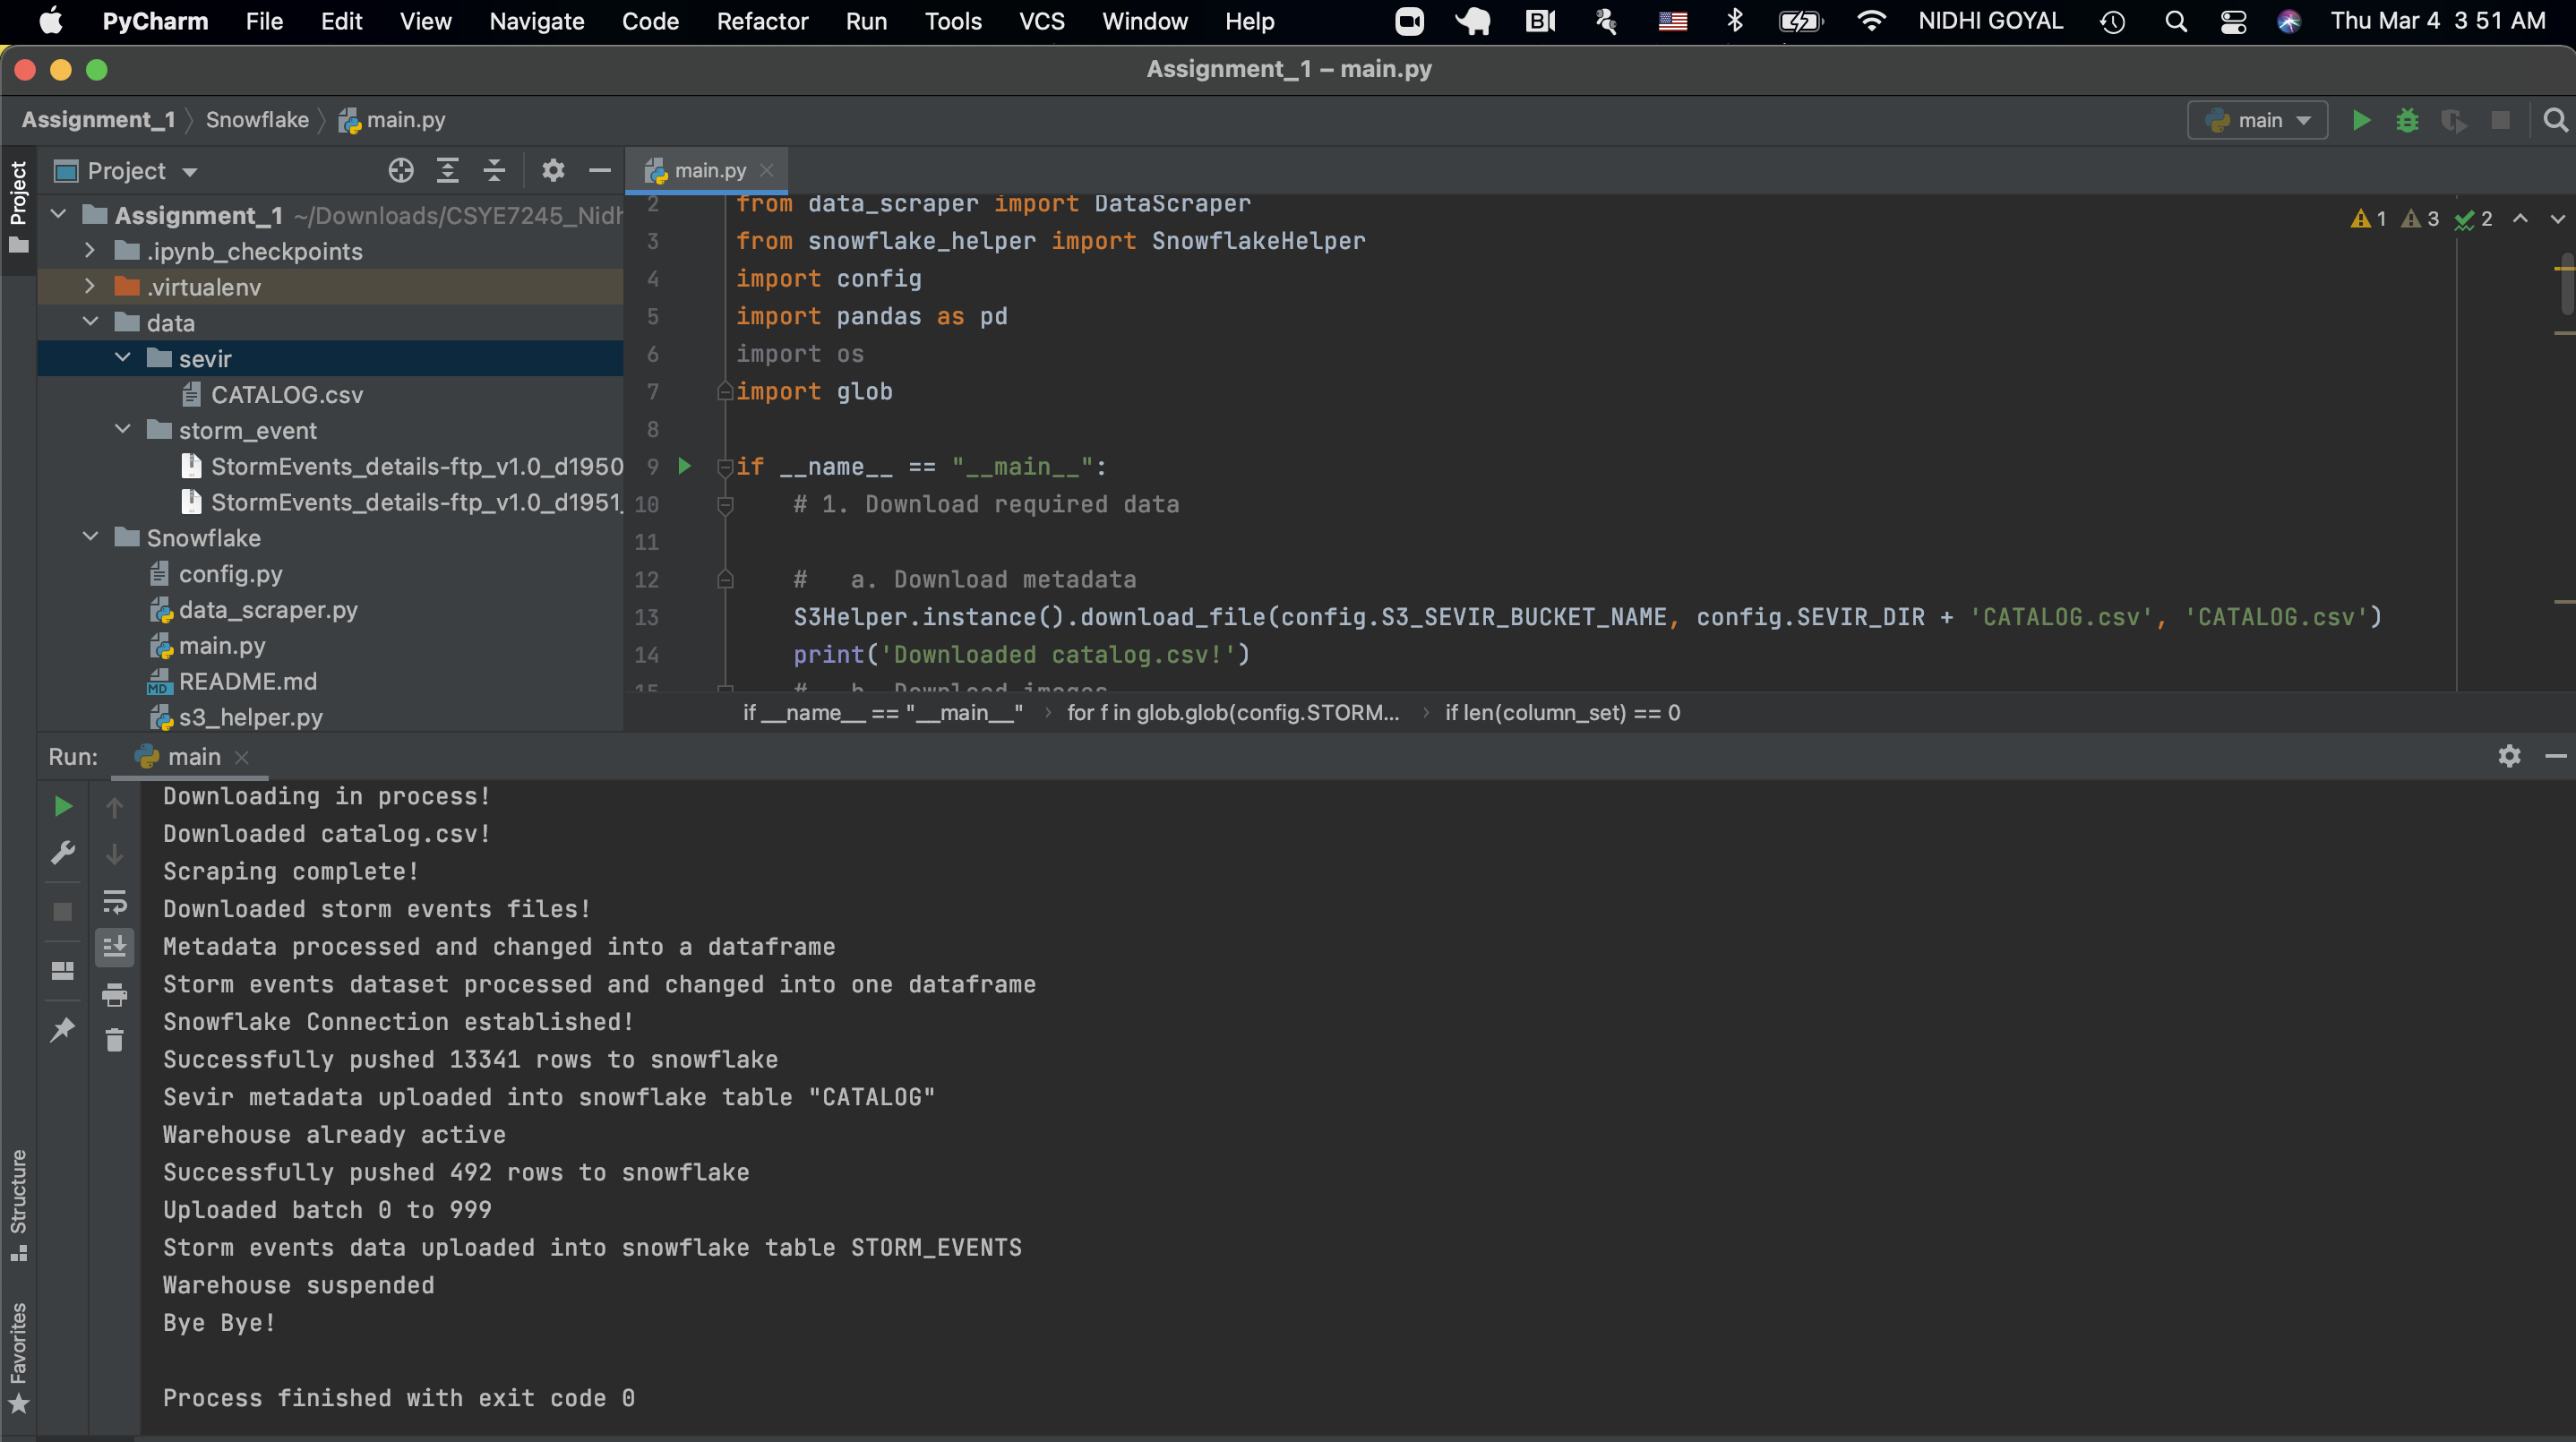 PyCharm File Edit View Navigate Code Refactor Run Tools VCS Window Help NIDHI GOYAL Thu Mar 4 3 51 AM
Assignment_1 – main.py
Assignment_1 Snowflake main.py main
Project
Project
main.py
Assignment_1 ~/Downloads/CSYE7245_Nidh
.ipynb_checkpoints
.virtualenv
data
sevir
CATALOG.csv
storm_event
StormEvents_details-ftp_v1.0_d1950
StormEvents_details-ftp_v1.0_d1951_
Snowflake
config.py
data_scraper.py
main.py
README.md
s3_helper.py
1 3 2
2 from data_scraper import DataScraper
3 from snowflake_helper import SnowflakeHelper
4 import config
5 import pandas as pd
6 import os
7 import glob
8
9 if __name__ == "__main__":
10 # 1. Download required data
11
12 # a. Download metadata
13 S3Helper.instance().download_file(config.S3_SEVIR_BUCKET_NAME, config.SEVIR_DIR + 'CATALOG.csv', 'CATALOG.csv')
14 print('Downloaded catalog.csv!')
15 # b. Download images
if __name__ == "__main__" › for f in glob.glob(config.STORM... › if len(column_set) == 0
Run: main
Downloading in process!
Downloaded catalog.csv!
Scraping complete!
Downloaded storm events files!
Metadata processed and changed into a dataframe
Storm events dataset processed and changed into one dataframe
Snowflake Connection established!
Successfully pushed 13341 rows to snowflake
Sevir metadata uploaded into snowflake table "CATALOG"
Warehouse already active
Successfully pushed 492 rows to snowflake
Uploaded batch 0 to 999
Storm events data uploaded into snowflake table STORM_EVENTS
Warehouse suspended
Bye Bye!
Process finished with exit code 0
Structure
Favorites